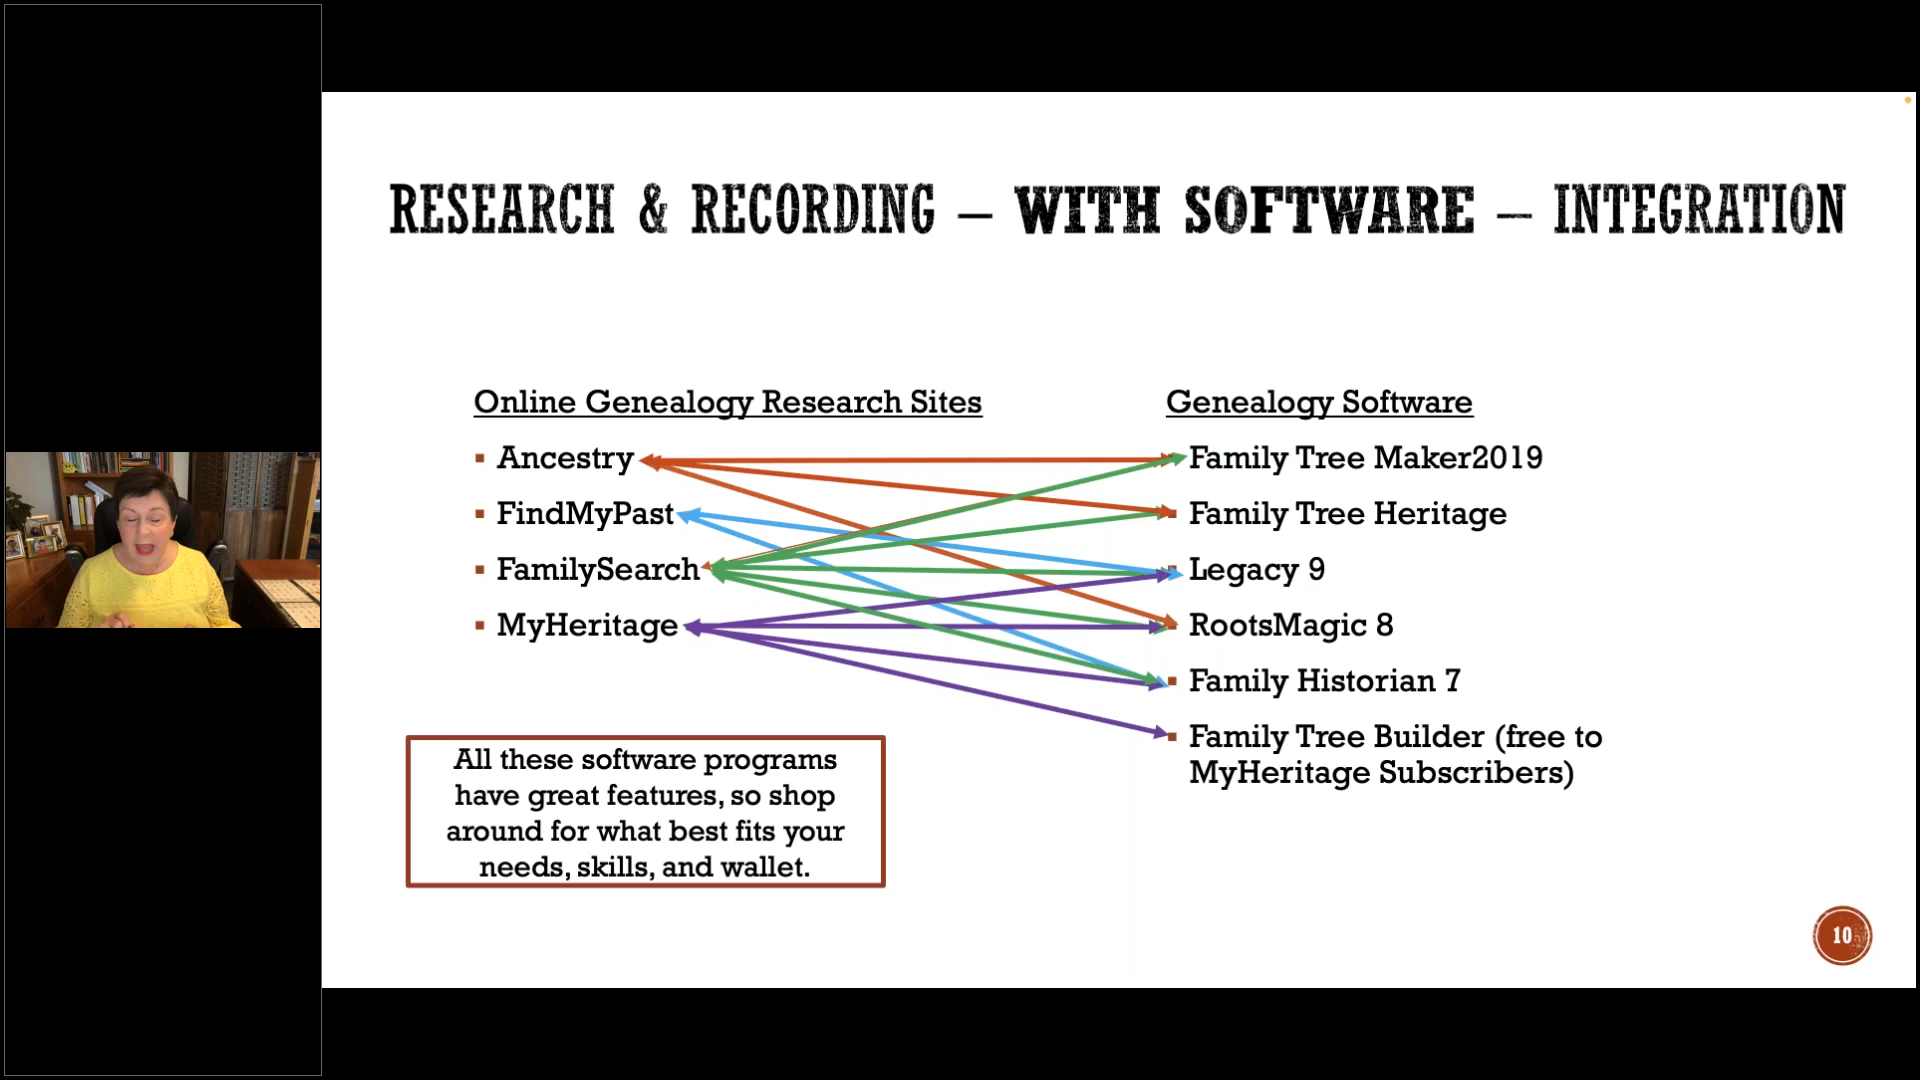 RESEARCH & RECORDING – WITH SOFTWARE – INTEGRATION
Online Genealogy Research Sites
▪ Ancestry
▪ FindMyPast
▪ FamilySearch
▪ MyHeritage
Genealogy Software
▪ Family Tree Maker2019
▪ Family Tree Heritage
▪ Legacy 9
▪ RootsMagic 8
▪ Family Historian 7
▪ Family Tree Builder (free to
MyHeritage Subscribers)
All these software programs
have great features, so shop
around for what best fits your
needs, skills, and wallet.
10